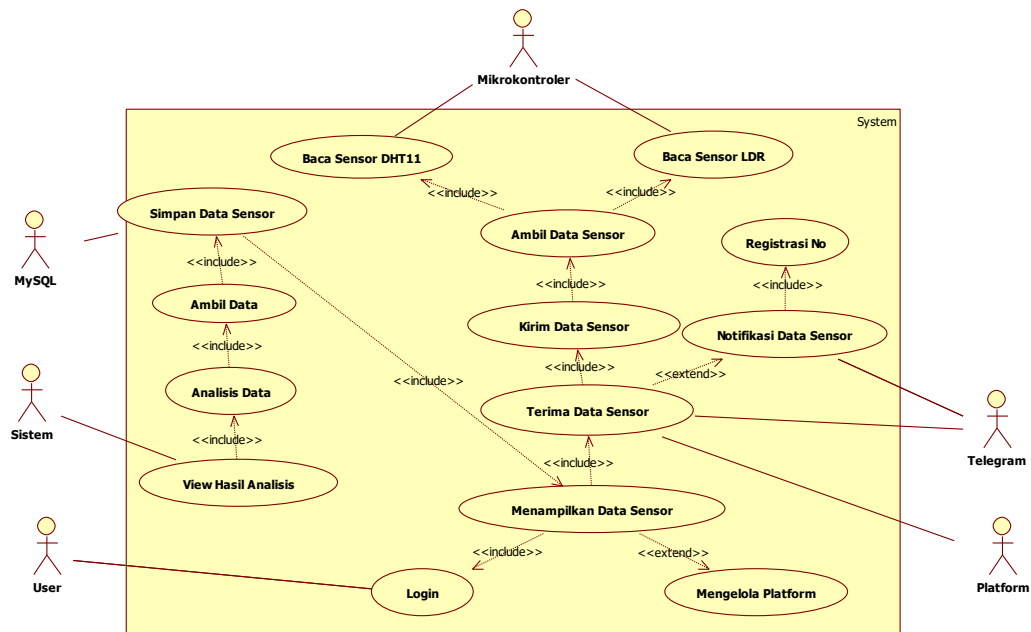 Mikrokontroler
System
Baca Sensor DHT11
Baca Sensor LDR
<<include>>
<<include>>
Simpan Data Sensor
Ambil Data Sensor
Registrasi No
MySQL
<<include>>
<<include>>
<<include>>
Ambil Data
Kirim Data Sensor
Notifikasi Data Sensor
<<include>>
<<include>>
<<include>>
<<extend>>
Analisis Data
Terima Data Sensor
Sistem
<<include>>
Telegram
<<include>>
View Hasil Analisis
Menampilkan Data Sensor
<<include>>
<<extend>>
User
Login
Mengelola Platform
Platform